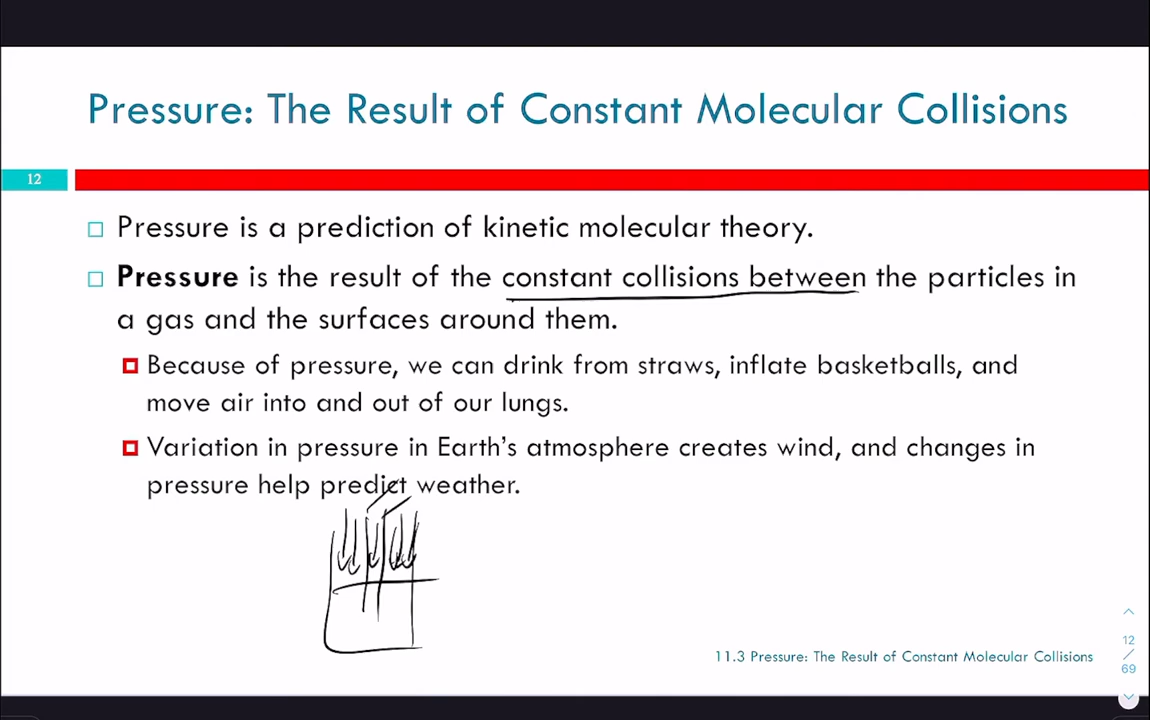 Pressure: The Result of Constant Molecular Collisions
12
Pressure is a prediction of kinetic molecular theory.
Pressure is the result of the constant collisions between the particles in
a gas and the surfaces around them.
Because of pressure, we can drink from straws, inflate basketballs, and
move air into and out of our lungs.
Variation in pressure in Earth's atmosphere creates wind, and changes in
pressure help predict weather.
11.3 Pressure: The Result of Constant Molecular Collisions
12
/
69